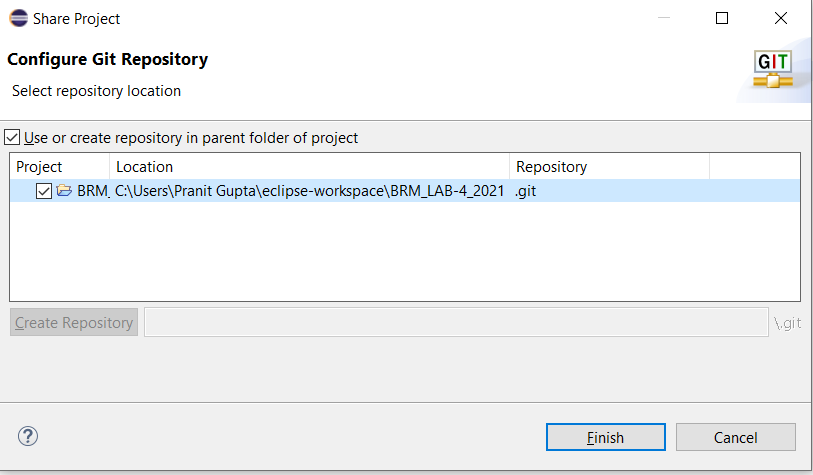 Share Project
Configure Git Repository
Select repository location
GIT
Use or create repository in parent folder of project
Project Location Repository
BRM_ C:\Users\Pranit Gupta\eclipse-workspace\BRM_LAB-4_2021 .git
Create Repository \.git
? Finish Cancel